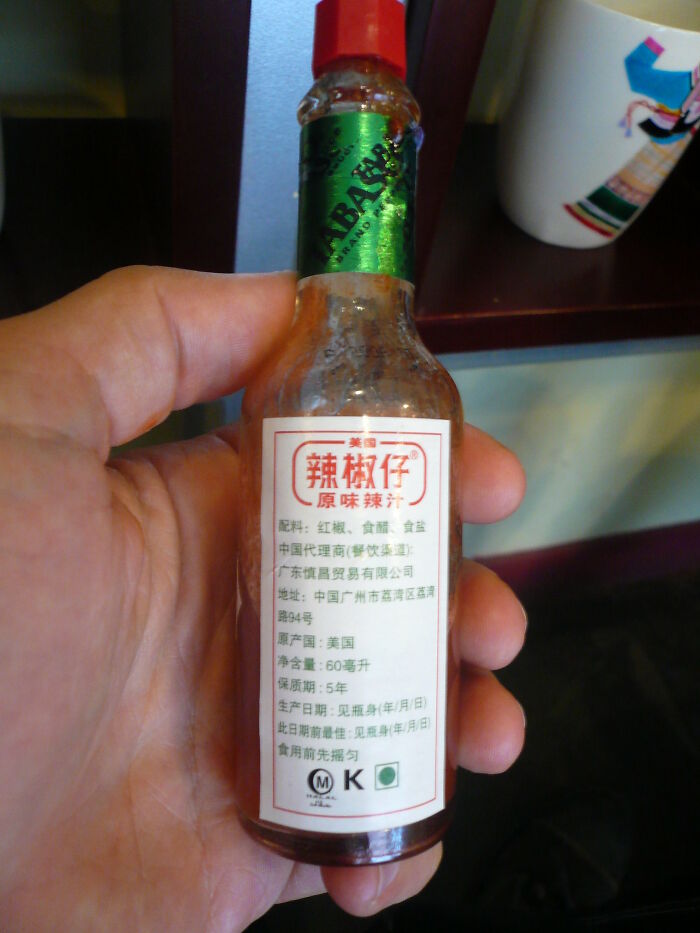 TABASCO
BRAND
美国
辣椒仔®
原味辣汁
配料：红椒、食醋、食盐
中国代理商(餐饮渠道):
广东慎昌贸易有限公司
地址：中国广州市荔湾区荔湾
路94号
原产国：美国
净含量：60毫升
保质期：5年
生产日期：见瓶身(年/月/日)
此日期前最佳：见瓶身(年/月/日)
食用前先摇匀
M K
HALAL